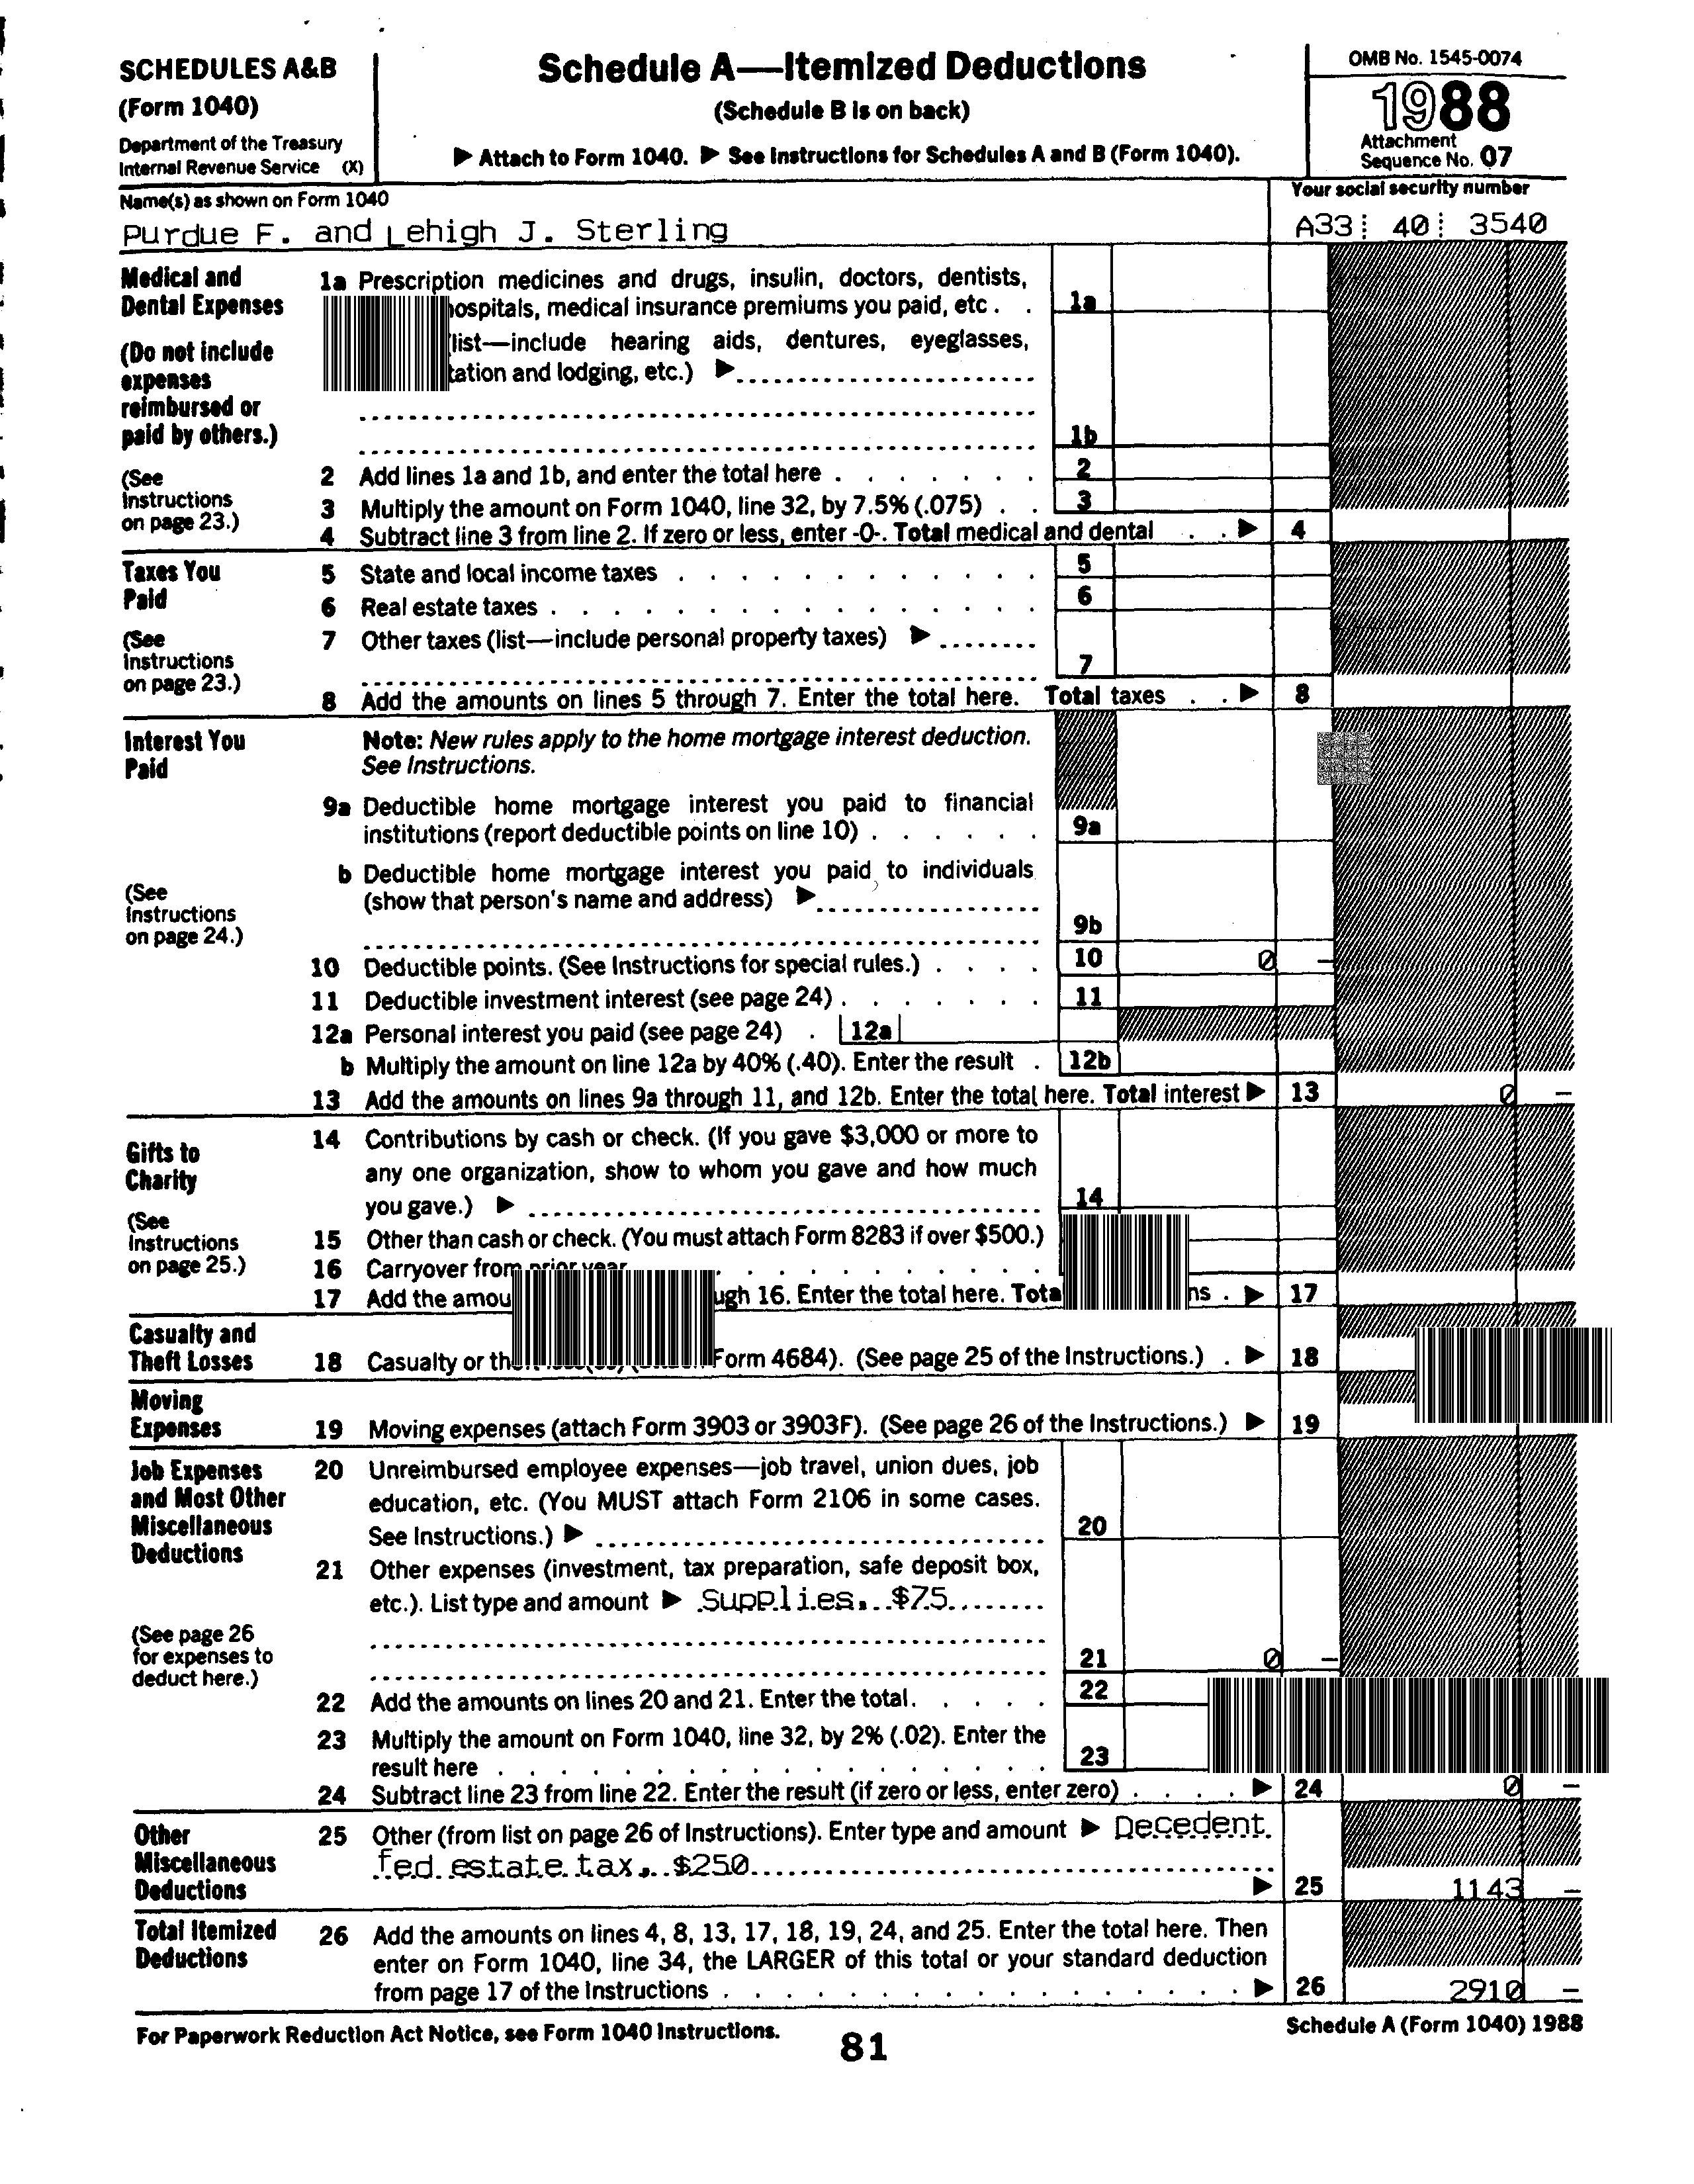 SCHEDULES A&B
(Form 1040)
Department of the Treasury
Internal Revenue Service (X)
Schedule A—Itemized Deductions
(Schedule B is on back)
▶ Attach to Form 1040. ▶ See Instructions for Schedules A and B (Form 1040).
OMB No. 1545-0074
1988
Attachment
Sequence No. 07
Name(s) as shown on Form 1040
Purdue F. and Lehigh J. Sterling
Your social security number
A33 40 3540
Medical and
Dental Expenses
(Do not include
expenses
reimbursed or
paid by others.)
(See
Instructions
on page 23.)
1a Prescription medicines and drugs, insulin, doctors, dentists,
hospitals, medical insurance premiums you paid, etc . . 1a
(list—include hearing aids, dentures, eyeglasses,
and lodging, etc.) ▶
1b
2 Add lines 1a and 1b, and enter the total here . . . . . . . 2
3 Multiply the amount on Form 1040, line 32, by 7.5% (.075) . . 3
4 Subtract line 3 from line 2. If zero or less, enter -0-. Total medical and dental . . ▶ 4
Taxes You
Paid
(See
Instructions
on page 23.)
5 State and local income taxes . . . . . . . . . . . . 5
6 Real estate taxes . . . . . . . . . . . . . . . . 6
7 Other taxes (list—include personal property taxes) ▶
7
8 Add the amounts on lines 5 through 7. Enter the total here. Total taxes . . ▶ 8
Interest You
Paid
(See
Instructions
on page 24.)
Note: New rules apply to the home mortgage interest deduction.
See Instructions.
9a Deductible home mortgage interest you paid to financial
institutions (report deductible points on line 10) . . . . . . 9a
b Deductible home mortgage interest you paid to individuals
(show that person's name and address) ▶
9b
10 Deductible points. (See Instructions for special rules.) . . . . 10 0 –
11 Deductible investment interest (see page 24) . . . . . . . 11
12a Personal interest you paid (see page 24) . 12a
b Multiply the amount on line 12a by 40% (.40). Enter the result . 12b
13 Add the amounts on lines 9a through 11, and 12b. Enter the total here. Total interest ▶ 13 0 –
Gifts to
Charity
(See
Instructions
on page 25.)
14 Contributions by cash or check. (If you gave $3,000 or more to
any one organization, show to whom you gave and how much
you gave.) ▶ 14
15 Other than cash or check. (You must attach Form 8283 if over $500.)
16 Carryover from prior year . . . . . . . . . .
17 Add the 16. Enter the total here. . ▶ 17
Casualty and
Theft Losses
18 Casualty or Form 4684). (See page 25 of the Instructions.) . ▶ 18
Moving
Expenses
19 Moving expenses (attach Form 3903 or 3903F). (See page 26 of the Instructions.) ▶ 19
Job Expenses
and Most Other
Miscellaneous
Deductions
(See page 26
for expenses to
deduct here.)
20 Unreimbursed employee expenses—job travel, union dues, job
education, etc. (You MUST attach Form 2106 in some cases.
See Instructions.) ▶ 20
21 Other expenses (investment, tax preparation, safe deposit box,
etc.). List type and amount ▶ Supplies, $75
21 0 –
22 Add the amounts on lines 20 and 21. Enter the total. . . . . 22
23 Multiply the amount on Form 1040, line 32, by 2% (.02). Enter the
result here . . . . . . . . . . . . . . . . . . 23
24 Subtract line 23 from line 22. Enter the result (if zero or less, enter zero) . . . . ▶ 24 0 –
Other
Miscellaneous
Deductions
25 Other (from list on page 26 of Instructions). Enter type and amount ▶ Decedent
fed estate tax, $250
▶ 25 1143 –
Total Itemized
Deductions
26 Add the amounts on lines 4, 8, 13, 17, 18, 19, 24, and 25. Enter the total here. Then
enter on Form 1040, line 34, the LARGER of this total or your standard deduction
from page 17 of the Instructions . . . . . . . . . . . . . . . . . ▶ 26 2910 –
For Paperwork Reduction Act Notice, see Form 1040 Instructions.
81
Schedule A (Form 1040) 1988